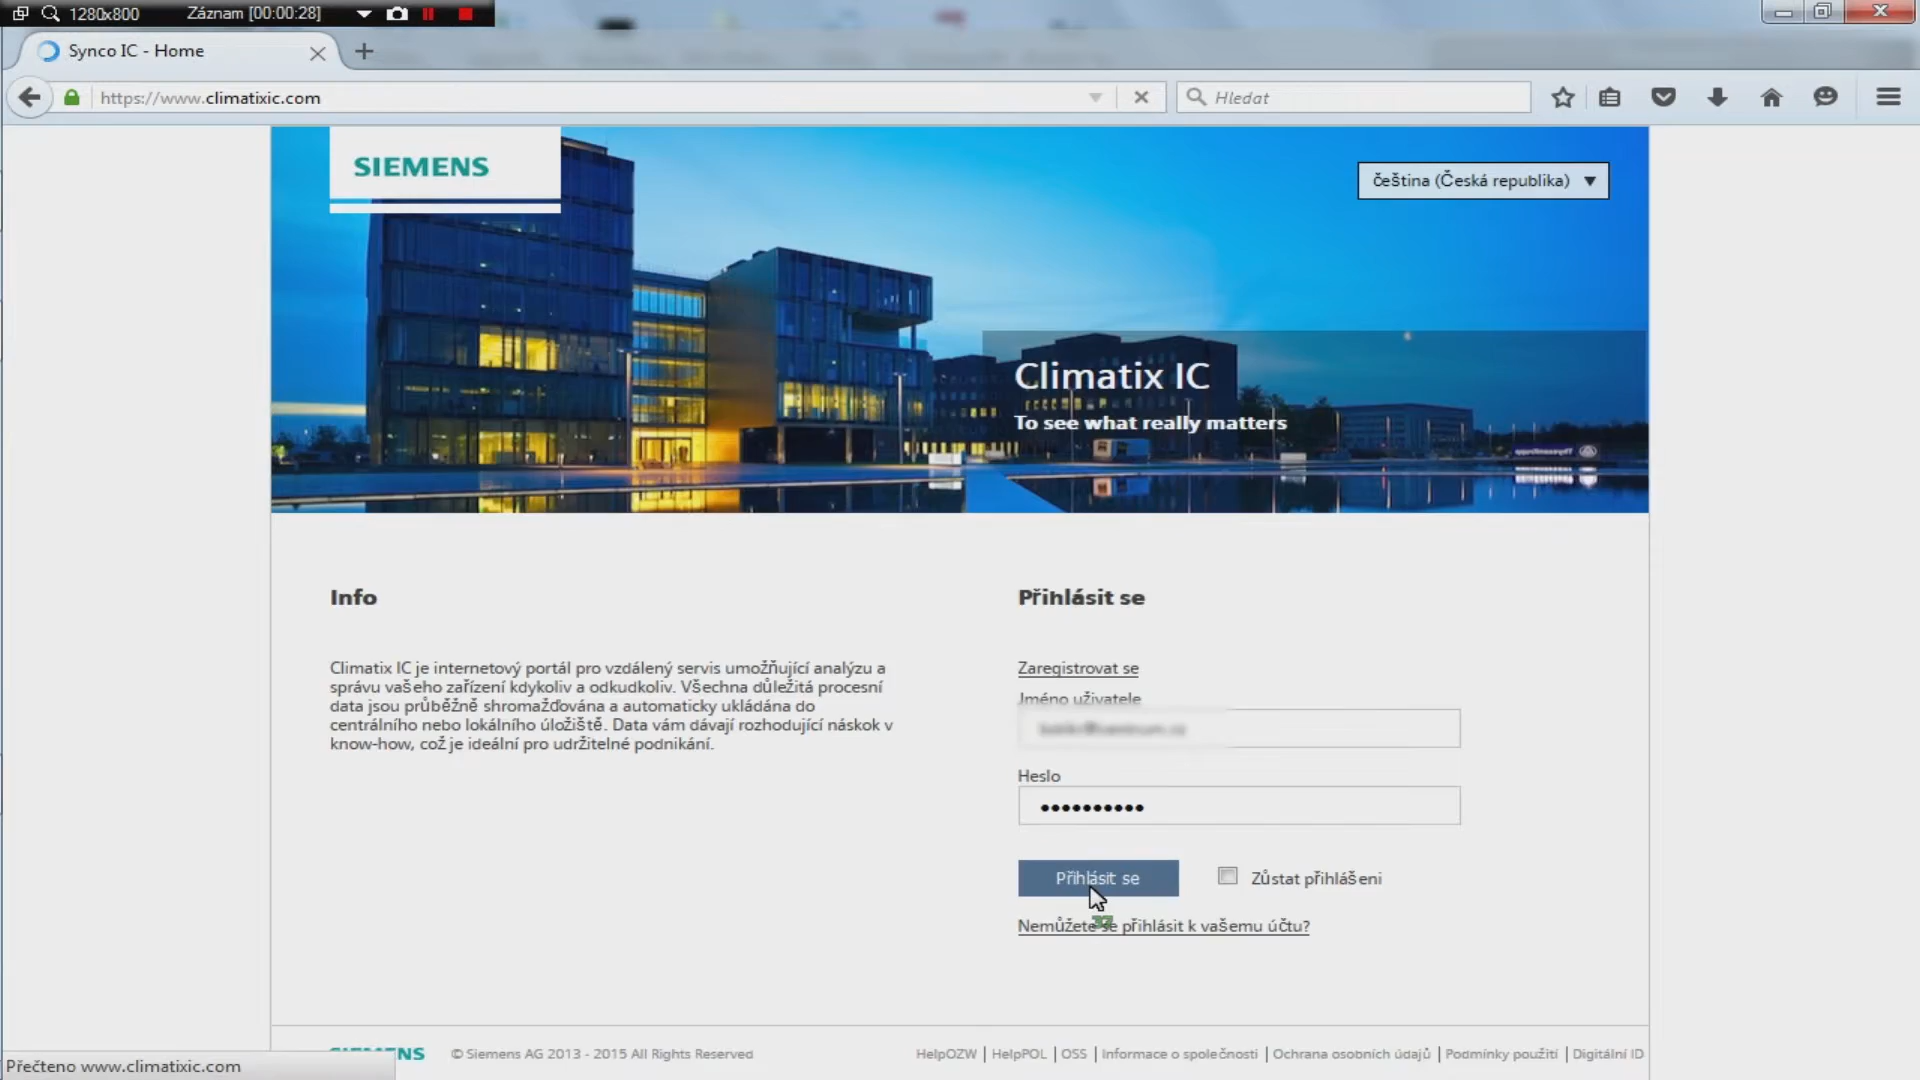 1280x800 Záznam [00:00:28]
Synco IC - Home
https://www.climatixic.com
Hledat
SIEMENS
čeština (Česká republika)
Climatix IC
To see what really matters
Info
Climatix IC je internetový portál pro vzdálený servis umožňující analýzu a
správu vašeho zařízení kdykoliv a odkudkoliv. Všechna důležitá procesní
data jsou průběžně shromažďována a automaticky ukládána do
centrálního nebo lokálního úložiště. Data vám dávají rozhodující náskok v
know-how, což je ideální pro udržitelné podnikání.
Přihlásit se
Zaregistrovat se
Jméno uživatele
Heslo
Přihlásit se
Zůstat přihlášeni
Nemůžete se přihlásit k vašemu účtu?
SIEMENS © Siemens AG 2013 - 2015 All Rights Reserved
HelpOZW | HelpPOL | OSS | Informace o společnosti | Ochrana osobních údajů | Podmínky použití | Digitální ID
Přečteno www.climatixic.com